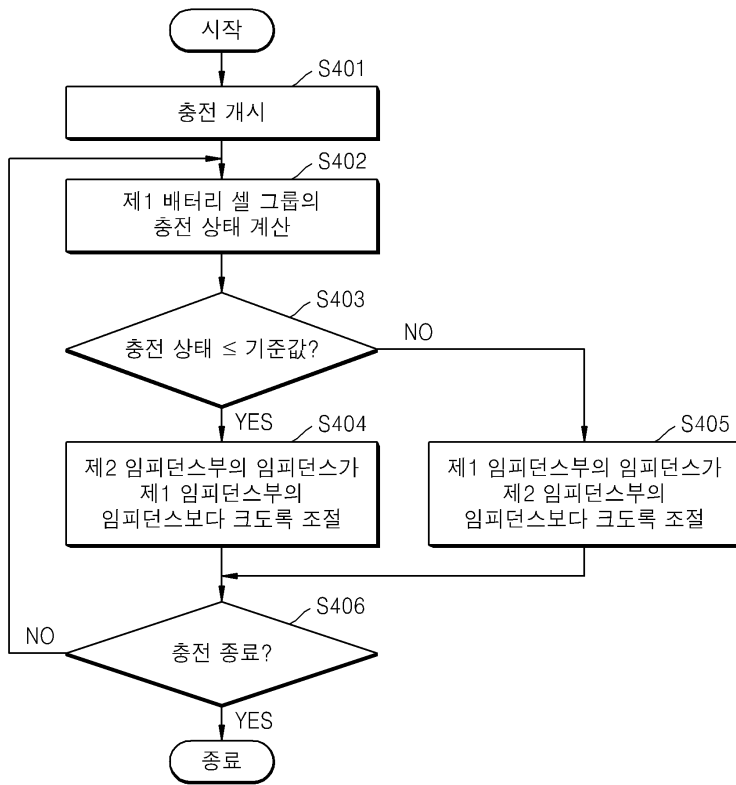 시작
S401
충전 개시
S402
제1 배터리 셀 그룹의
충전 상태 계산
S403
충전 상태 ≤ 기준값?
NO
YES
S404
제2 임피던스부의 임피던스가
제1 임피던스부의
임피던스보다 크도록 조절
S405
제1 임피던스부의 임피던스가
제2 임피던스부의
임피던스보다 크도록 조절
S406
충전 종료?
NO
YES
종료